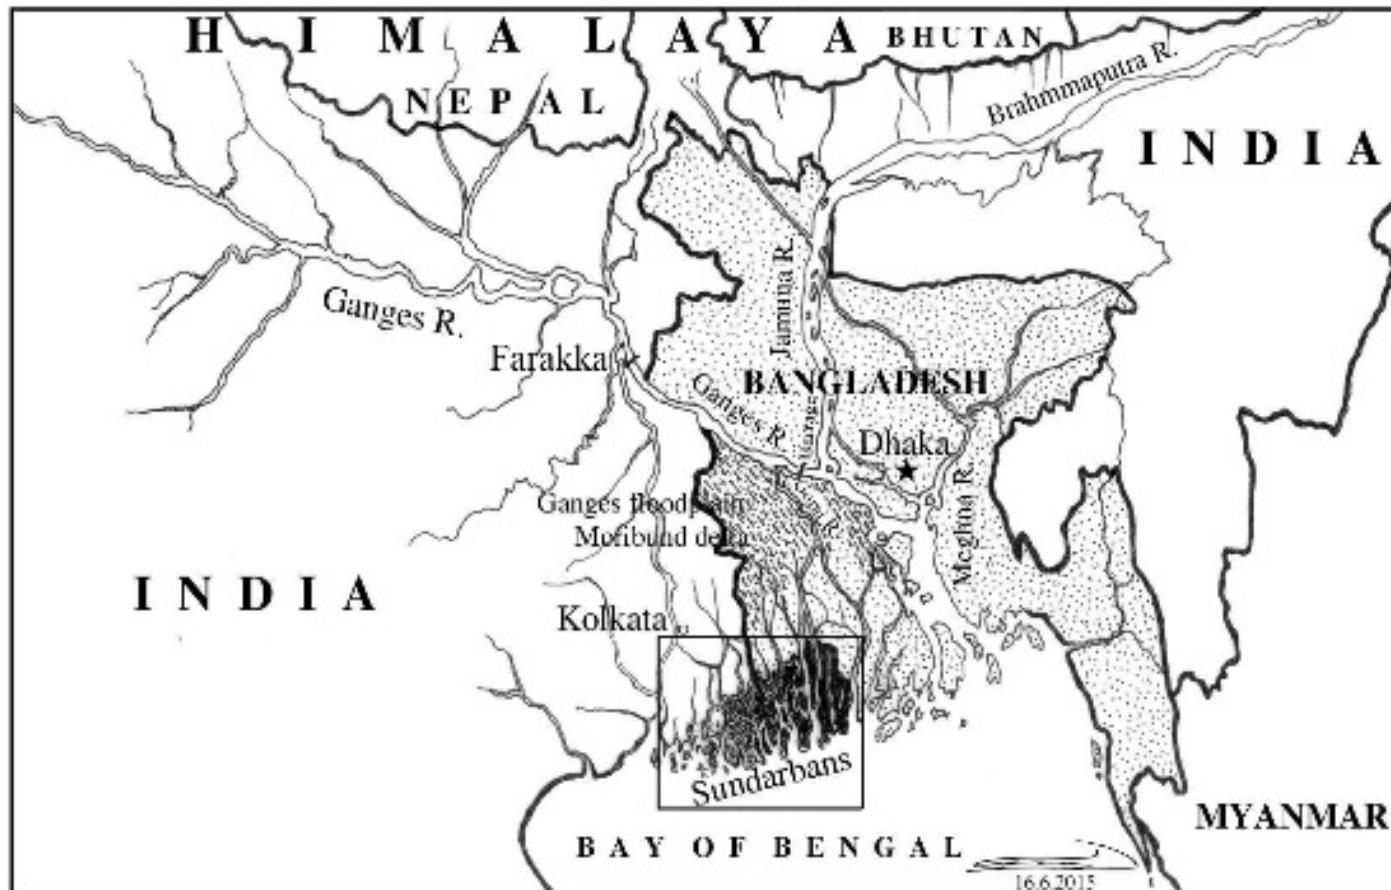 HIMALAYA
BHUTAN
NEPAL
Brahmmaputra R.
INDIA
Ganges R.
Jamuna R.
Farakka
BANGLADESH
Ganges R.
Dhaka
Ganges floodplain
Moribund delta
R.
Meghna R.
INDIA
Kolkata
Sundarbans
MYANMAR
BAY OF BENGAL
16.6.2015